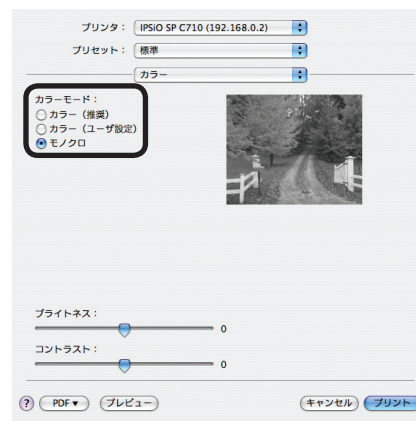 プリンタ： IPSiO SP C710 (192.168.0.2)
プリセット： 標準
カラー
カラーモード：
カラー（推奨）
カラー（ユーザ設定）
モノクロ
ブライトネス：
0
コントラスト：
0
? PDF▼ プレビュー キャンセル プリント